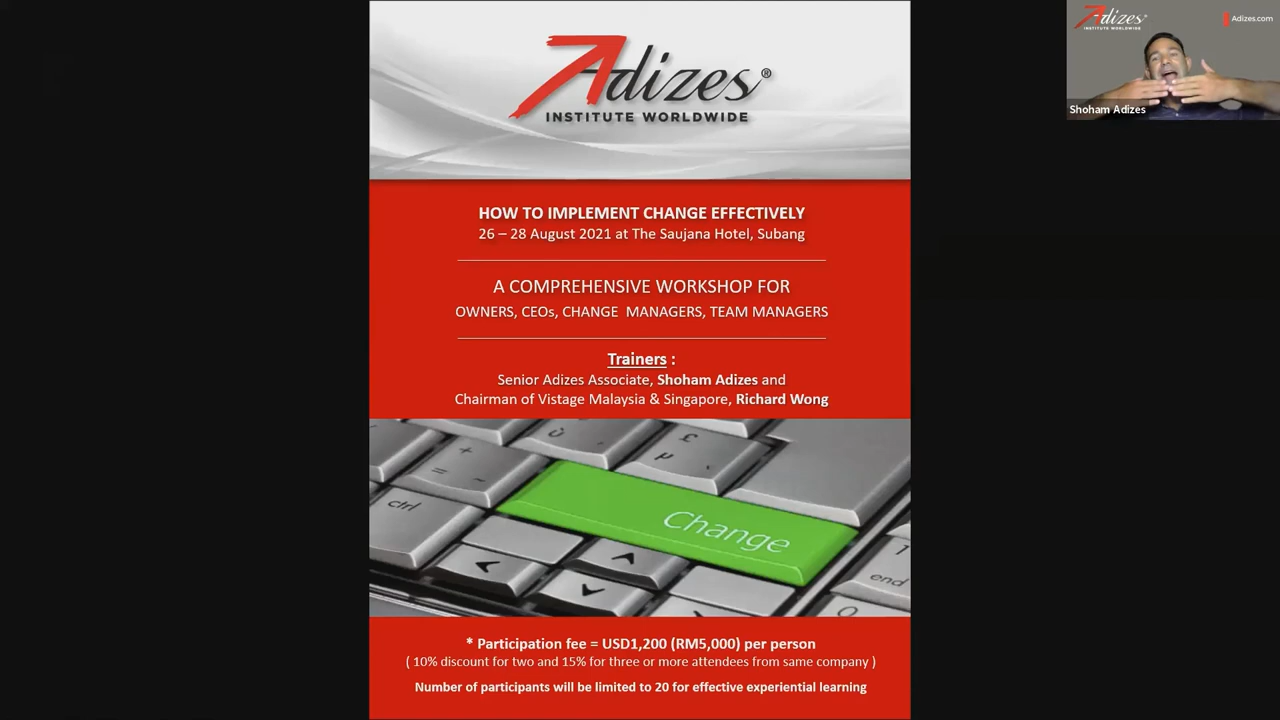 Adizes®
INSTITUTE WORLDWIDE
HOW TO IMPLEMENT CHANGE EFFECTIVELY
26 – 28 August 2021 at The Saujana Hotel, Subang
A COMPREHENSIVE WORKSHOP FOR
OWNERS, CEOs, CHANGE MANAGERS, TEAM MANAGERS
Trainers :
Senior Adizes Associate, Shoham Adizes and
Chairman of Vistage Malaysia & Singapore, Richard Wong
+
=
~
ù
£
µ
ctrl
Change
1
end
0
* Participation fee = USD1,200 (RM5,000) per person
( 10% discount for two and 15% for three or more attendees from same company )
Number of participants will be limited to 20 for effective experiential learning
Adizes
INSTITUTE WORLDWIDE
Adizes.com
Shoham Adizes